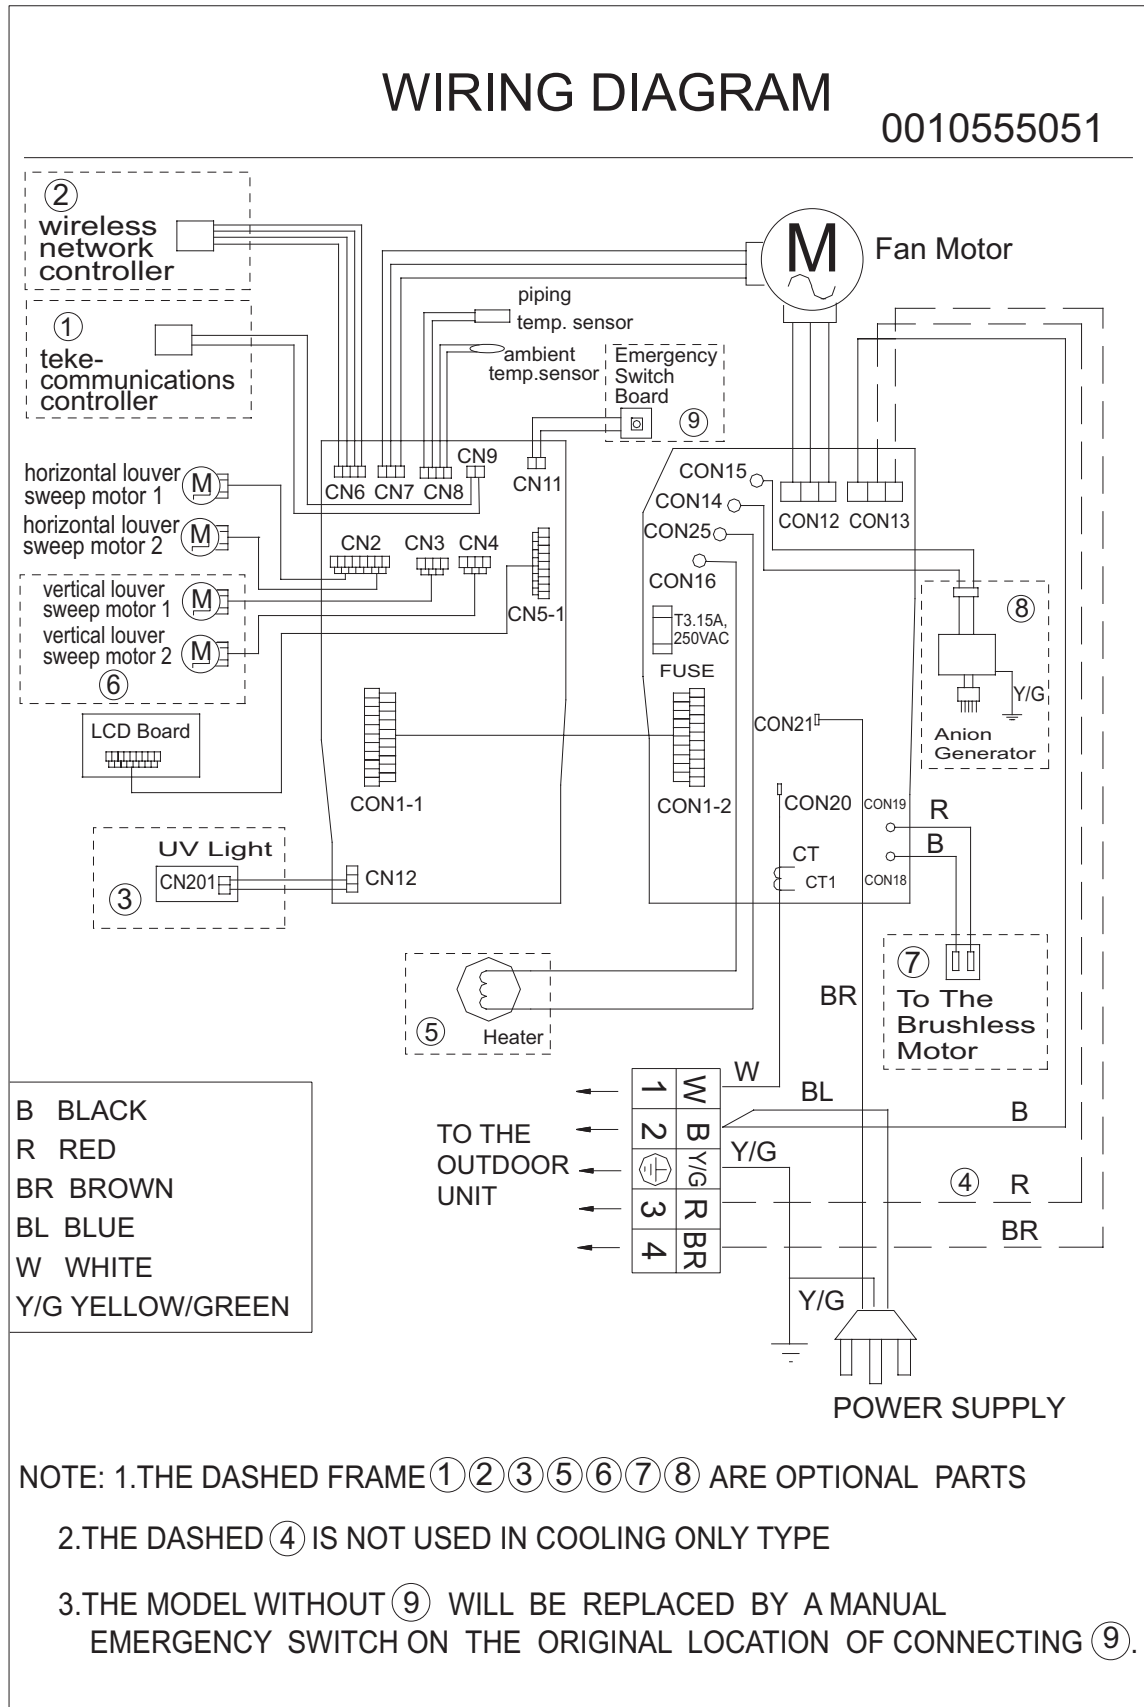 WIRING DIAGRAM
0010555051
②
wireless
network
controller
①
teke-
communications
controller
M
Fan Motor
piping
temp. sensor
ambient
temp.sensor
Emergency
Switch
Board
⑨
horizontal louver
sweep motor 1
M
horizontal louver
sweep motor 2
M
vertical louver
sweep motor 1
M
vertical louver
sweep motor 2
M
⑥
CN6
CN7
CN8
CN9
CN11
CN2
CN3
CN4
CN5-1
CON15
CON14
CON25
CON16
CON12
CON13
T3.15A,
250VAC
FUSE
⑧
Y/G
Anion
Generator
LCD Board
CON1-1
CON1-2
CON21
CON20
CON19
R
B
CON18
CT
CT1
UV Light
CN201
③
CN12
⑤
Heater
BR
⑦
To The
Brushless
Motor
B BLACK
R RED
BR BROWN
BL BLUE
W WHITE
Y/G YELLOW/GREEN
TO THE
OUTDOOR
UNIT
1 W
2 B
Y/G
3 R
4 BR
W
BL
B
Y/G
④
R
BR
Y/G
POWER SUPPLY
NOTE: 1.THE DASHED FRAME ①②③⑤⑥⑦⑧ ARE OPTIONAL PARTS
2.THE DASHED ④ IS NOT USED IN COOLING ONLY TYPE
3.THE MODEL WITHOUT ⑨ WILL BE REPLACED BY A MANUAL
EMERGENCY SWITCH ON THE ORIGINAL LOCATION OF CONNECTING ⑨.